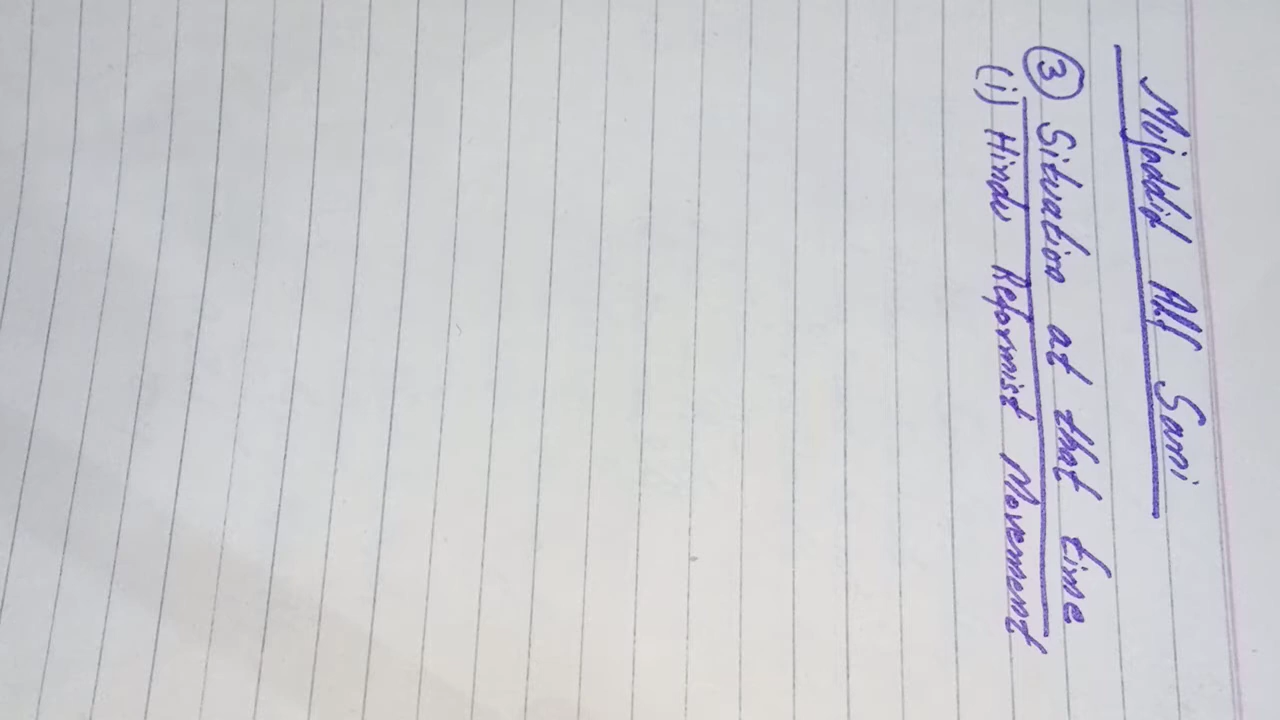 Mujaddid Alf Sani
③ Situation at that time
(i) Hindu Reformist Movement